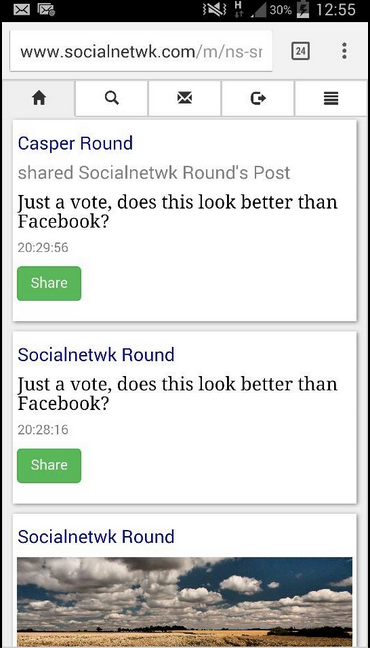 H 30% 12:55
www.socialnetwk.com/m/ns-sr
24
Casper Round
shared Socialnetwk Round's Post
Just a vote, does this look better than
Facebook?
20:29:56
Share
Socialnetwk Round
Just a vote, does this look better than
Facebook?
20:28:16
Share
Socialnetwk Round